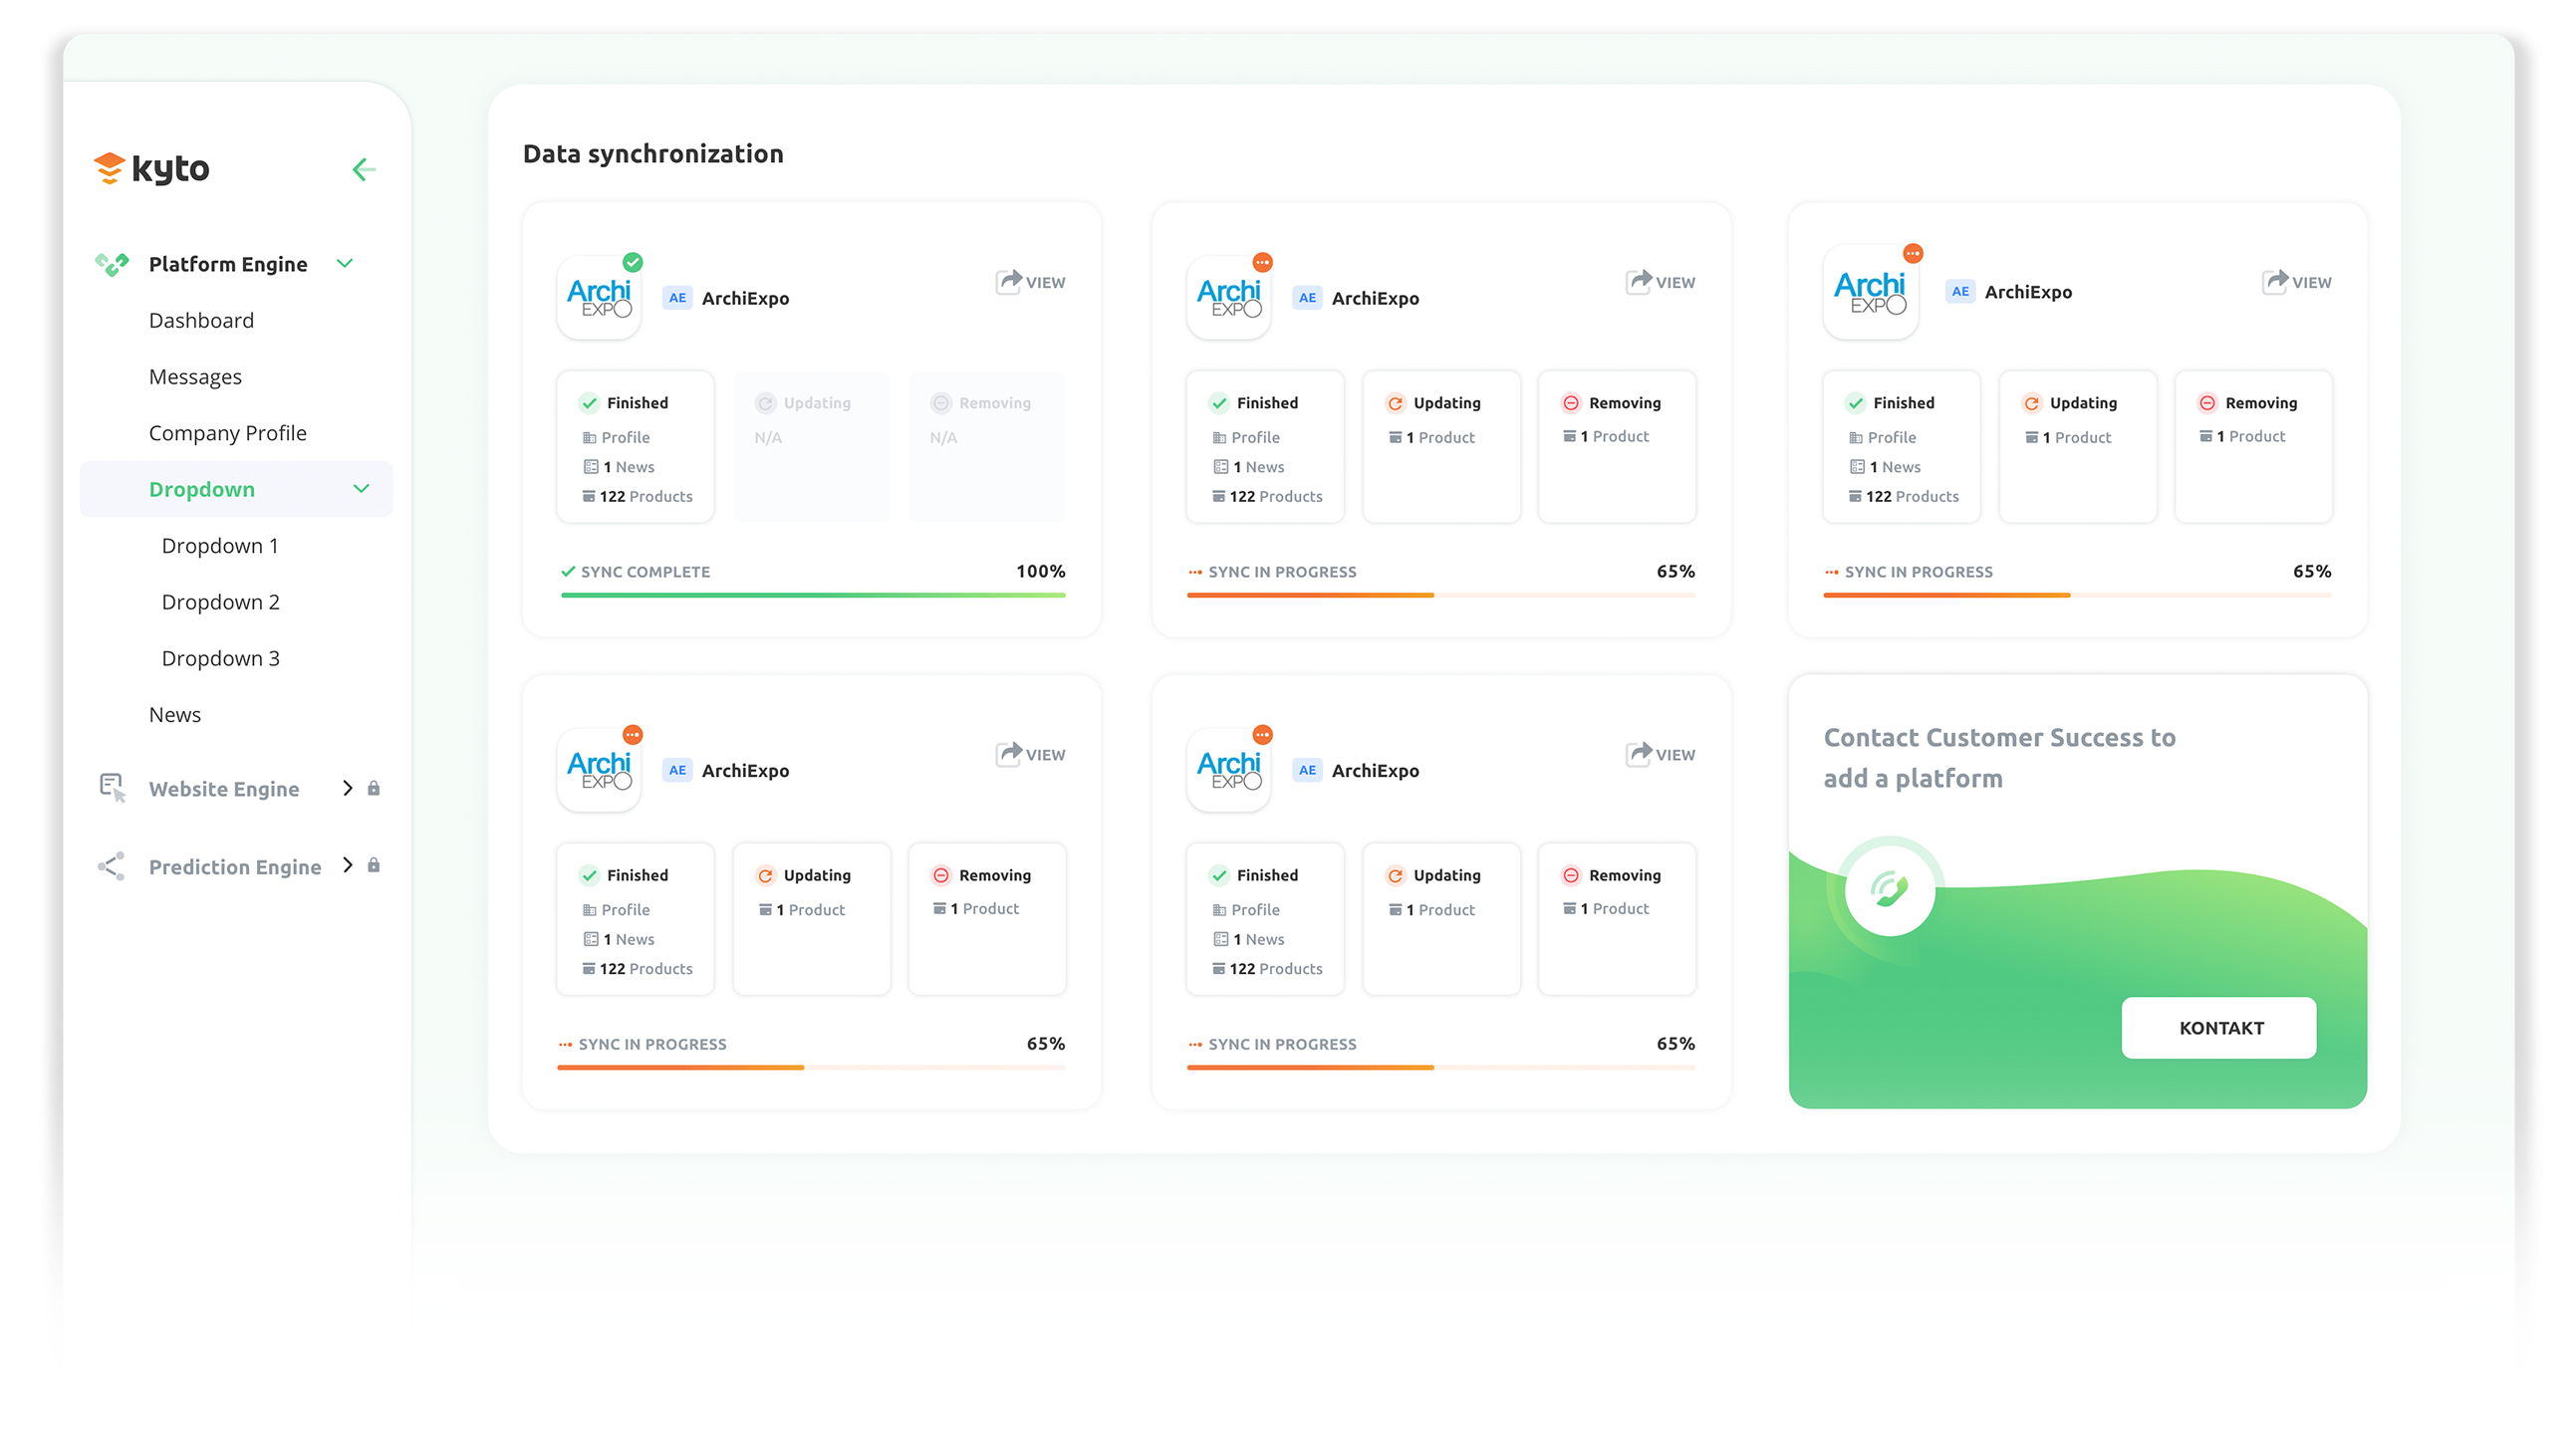 kyto
Platform Engine
Dashboard
Messages
Company Profile
Dropdown
Dropdown 1
Dropdown 2
Dropdown 3
News
Website Engine
Prediction Engine
Data synchronization
Archi
EXPO
AE ArchiExpo
VIEW
Finished
Profile
1 News
122 Products
Updating
N/A
Removing
N/A
SYNC COMPLETE 100%
Archi
EXPO
AE ArchiExpo
VIEW
Finished
Profile
1 News
122 Products
Updating
1 Product
Removing
1 Product
SYNC IN PROGRESS 65%
Archi
EXPO
AE ArchiExpo
VIEW
Finished
Profile
1 News
122 Products
Updating
1 Product
Removing
1 Product
SYNC IN PROGRESS 65%
Archi
EXPO
AE ArchiExpo
VIEW
Finished
Profile
1 News
122 Products
Updating
1 Product
Removing
1 Product
SYNC IN PROGRESS 65%
Archi
EXPO
AE ArchiExpo
VIEW
Finished
Profile
1 News
122 Products
Updating
1 Product
Removing
1 Product
SYNC IN PROGRESS 65%
Contact Customer Success to
add a platform
KONTAKT